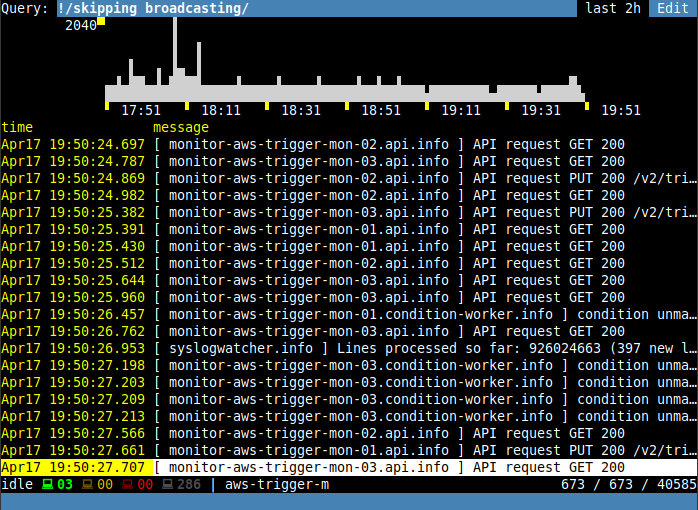 Query: !/skipping broadcasting/ last 2h Edit
2040
17:51 18:11 18:31 18:51 19:11 19:31 19:51
time message
Apr17 19:50:24.697 [ monitor-aws-trigger-mon-02.api.info ] API request GET 200
Apr17 19:50:24.787 [ monitor-aws-trigger-mon-03.api.info ] API request GET 200
Apr17 19:50:24.869 [ monitor-aws-trigger-mon-02.api.info ] API request PUT 200 /v2/tri…
Apr17 19:50:24.982 [ monitor-aws-trigger-mon-02.api.info ] API request GET 200
Apr17 19:50:25.382 [ monitor-aws-trigger-mon-03.api.info ] API request PUT 200 /v2/tri…
Apr17 19:50:25.391 [ monitor-aws-trigger-mon-01.api.info ] API request GET 200
Apr17 19:50:25.430 [ monitor-aws-trigger-mon-01.api.info ] API request GET 200
Apr17 19:50:25.512 [ monitor-aws-trigger-mon-02.api.info ] API request GET 200
Apr17 19:50:25.644 [ monitor-aws-trigger-mon-03.api.info ] API request GET 200
Apr17 19:50:25.960 [ monitor-aws-trigger-mon-03.api.info ] API request GET 200
Apr17 19:50:26.457 [ monitor-aws-trigger-mon-01.condition-worker.info ] condition unma…
Apr17 19:50:26.762 [ monitor-aws-trigger-mon-03.api.info ] API request GET 200
Apr17 19:50:26.953 [ syslogwatcher.info ] Lines processed so far: 926024663 (397 new l…
Apr17 19:50:27.198 [ monitor-aws-trigger-mon-03.condition-worker.info ] condition unma…
Apr17 19:50:27.203 [ monitor-aws-trigger-mon-03.condition-worker.info ] condition unma…
Apr17 19:50:27.209 [ monitor-aws-trigger-mon-03.condition-worker.info ] condition unma…
Apr17 19:50:27.213 [ monitor-aws-trigger-mon-03.condition-worker.info ] condition unma…
Apr17 19:50:27.566 [ monitor-aws-trigger-mon-02.api.info ] API request GET 200
Apr17 19:50:27.661 [ monitor-aws-trigger-mon-01.api.info ] API request PUT 200 /v2/tri…
Apr17 19:50:27.707 [ monitor-aws-trigger-mon-03.api.info ] API request GET 200
idle 03 00 00 286 | aws-trigger-m 673 / 673 / 40585